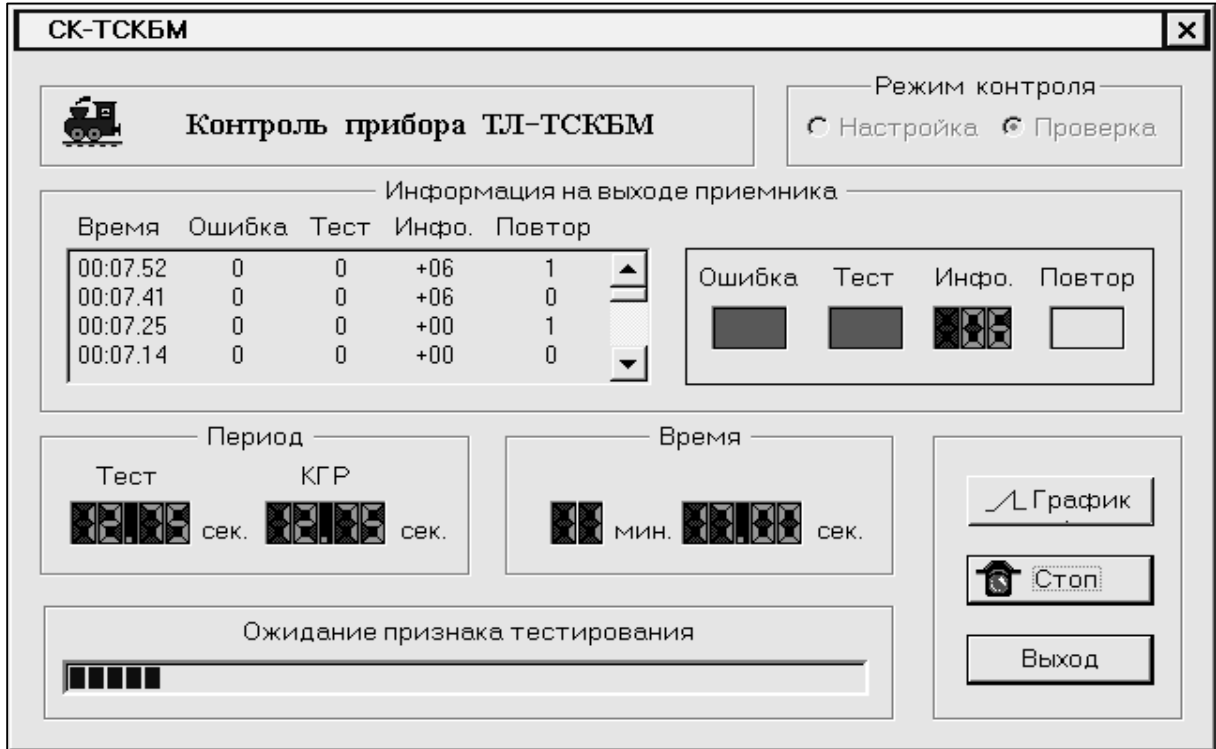 СК-ТСКБМ
Контроль прибора ТЛ-ТСКБМ
Режим контроля
Настройка Проверка
Информация на выходе приемника
Время Ошибка Тест Инфо. Повтор
00:07.52 0 0 +06 1
00:07.41 0 0 +06 0
00:07.25 0 0 +00 1
00:07.14 0 0 +00 0
Ошибка Тест Инфо. Повтор
Период
Тест КГР
сек. сек.
Время
мин. сек.
График
Стоп
Выход
Ожидание признака тестирования